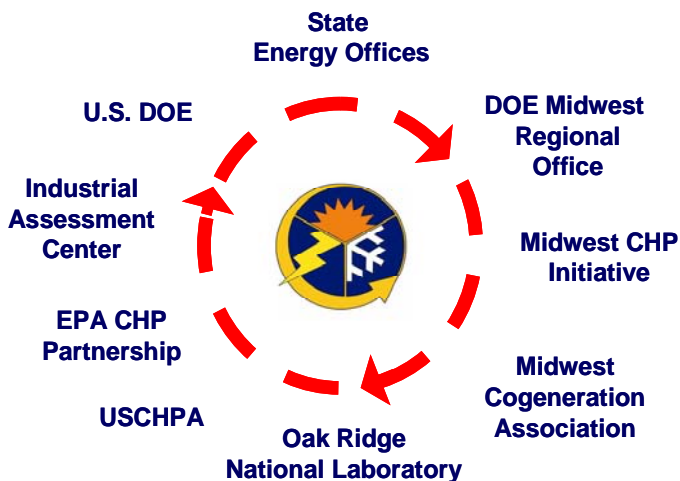 State
Energy Offices
DOE Midwest
Regional
Office
Midwest CHP
Initiative
Midwest
Cogeneration
Association
Oak Ridge
National Laboratory
USCHPA
EPA CHP
Partnership
Industrial
Assessment
Center
U.S. DOE